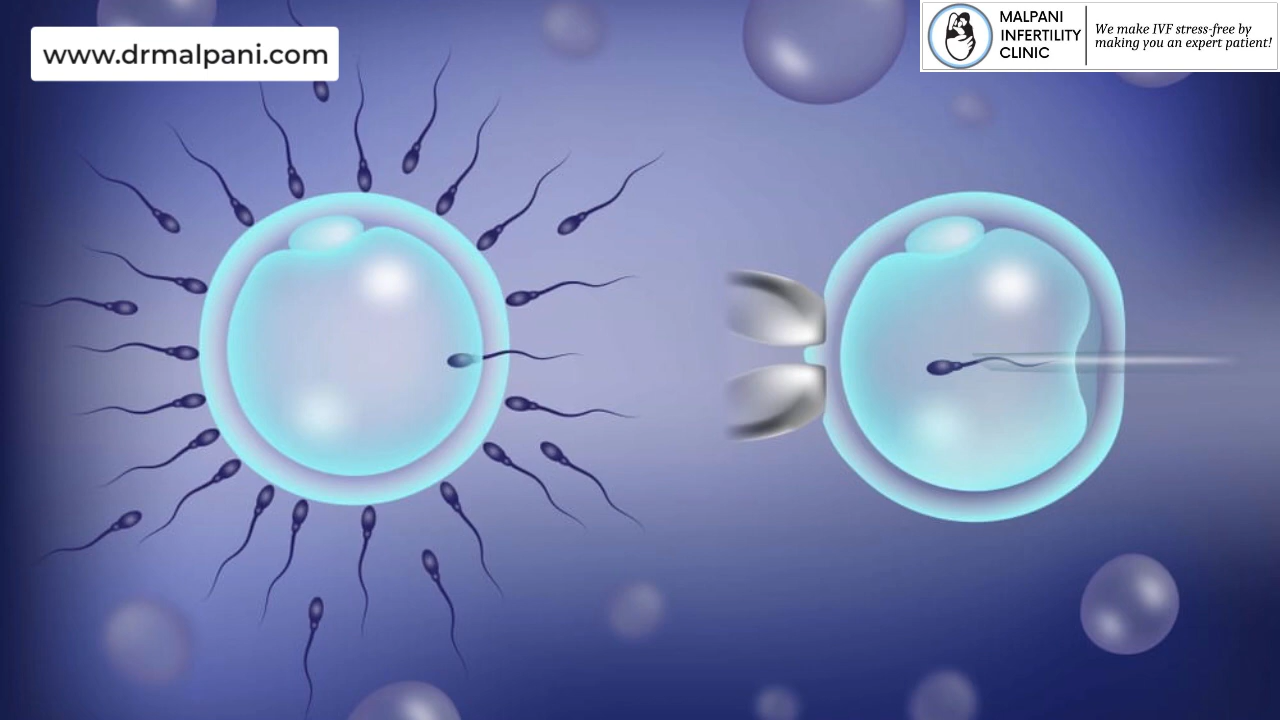 www.drmalpani.com
MALPANI
INFERTILITY
CLINIC
We make IVF stress-free by
making you an expert patient!